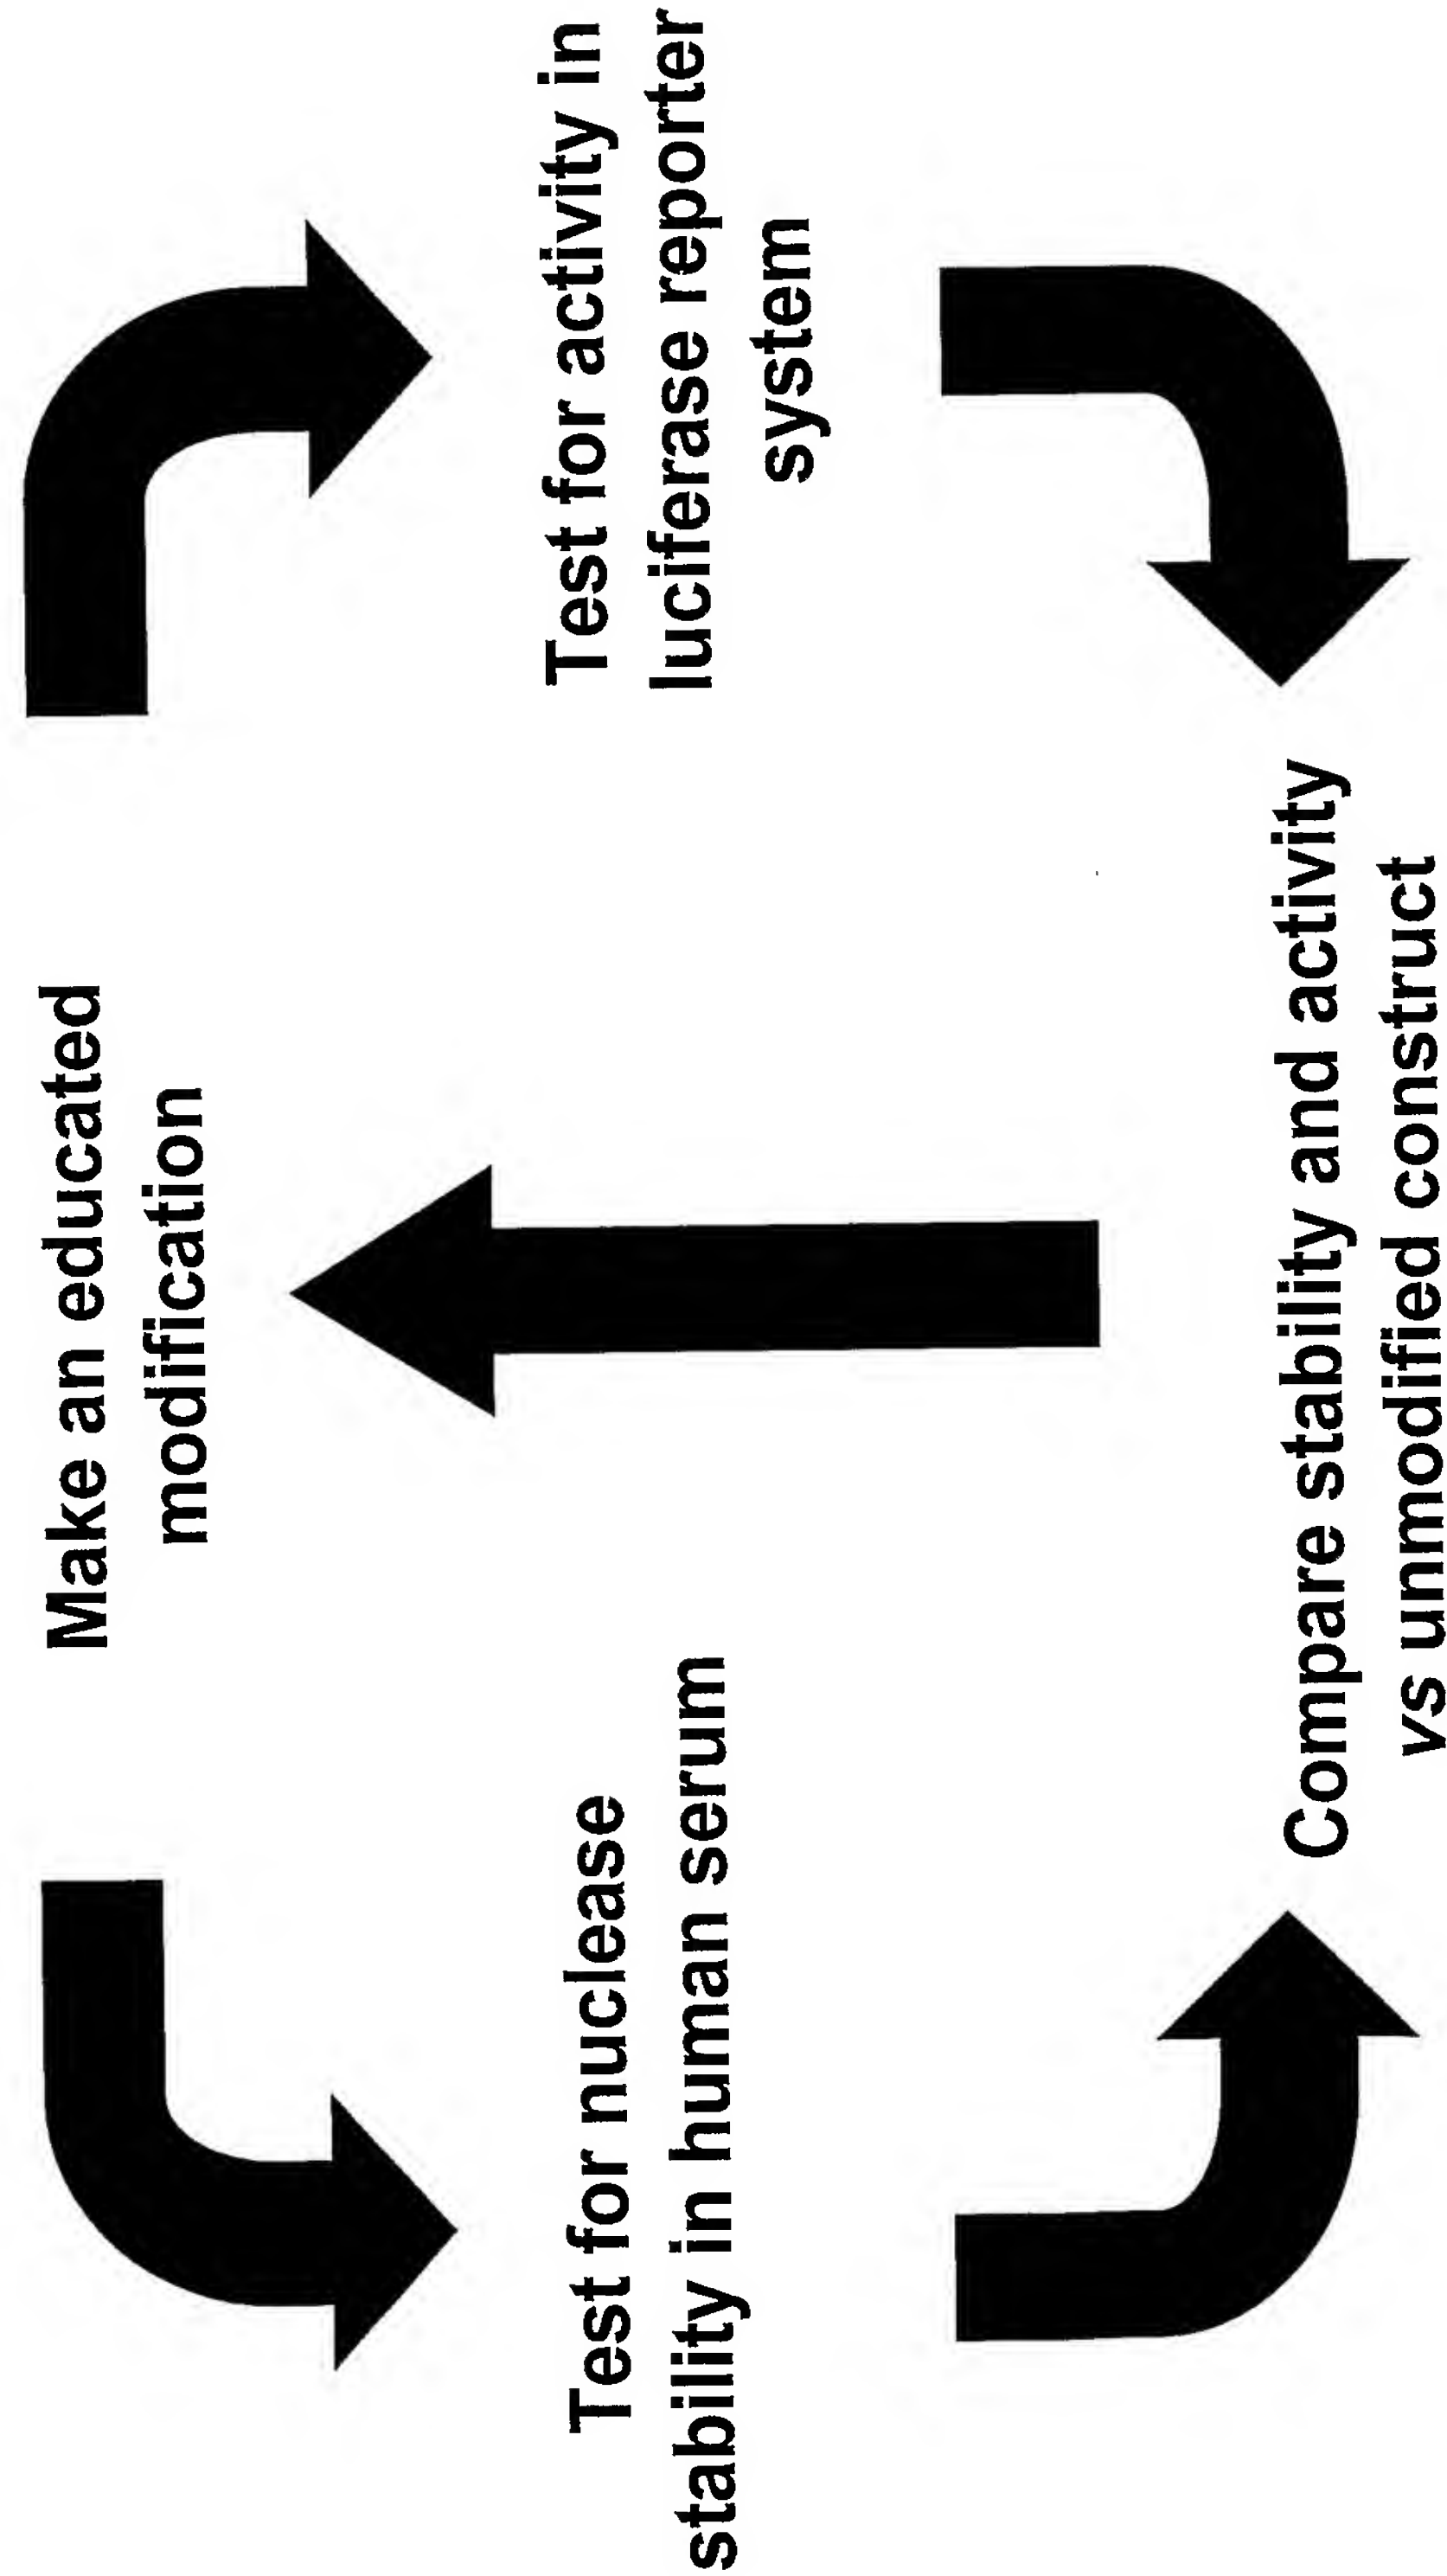 Make an educated
modification
Test for nuclease
stability in human serum
Test for activity in
luciferase reporter
system
Compare stability and activity
vs unmodified construct